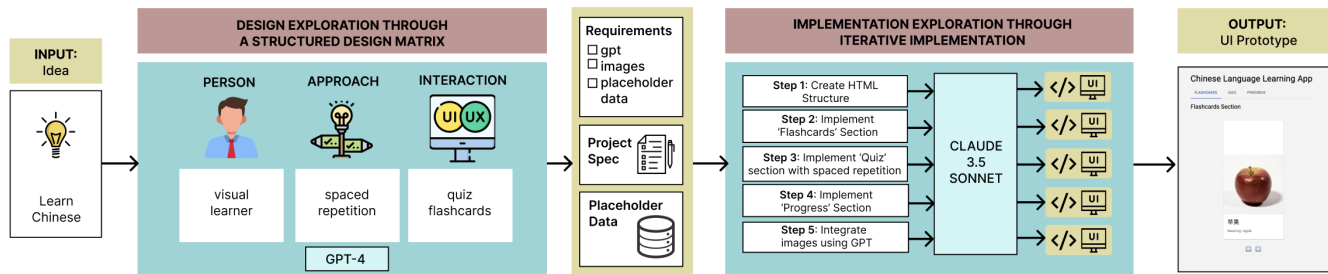 INPUT:
Idea
Learn
Chinese
DESIGN EXPLORATION THROUGH
A STRUCTURED DESIGN MATRIX
PERSON
APPROACH
INTERACTION
UI
UX
visual
learner
spaced
repetition
quiz
flashcards
GPT-4
Requirements
gpt
images
placeholder
data
Project
Spec
Placeholder
Data
IMPLEMENTATION EXPLORATION THROUGH
ITERATIVE IMPLEMENTATION
Step 1: Create HTML
Structure
Step 2: Implement
‘Flashcards’ Section
Step 3: Implement ‘Quiz’
section with spaced repetition
Step 4: Implement
‘Progress’ Section
Step 5: Integrate
images using GPT
CLAUDE
3.5
SONNET
</> UI
</> UI
</> UI
</> UI
</> UI
OUTPUT:
UI Prototype
Chinese Language Learning App
FLASHCARDS QUIZ PROGRESS
Flashcards Section
苹果
Meaning: Apple